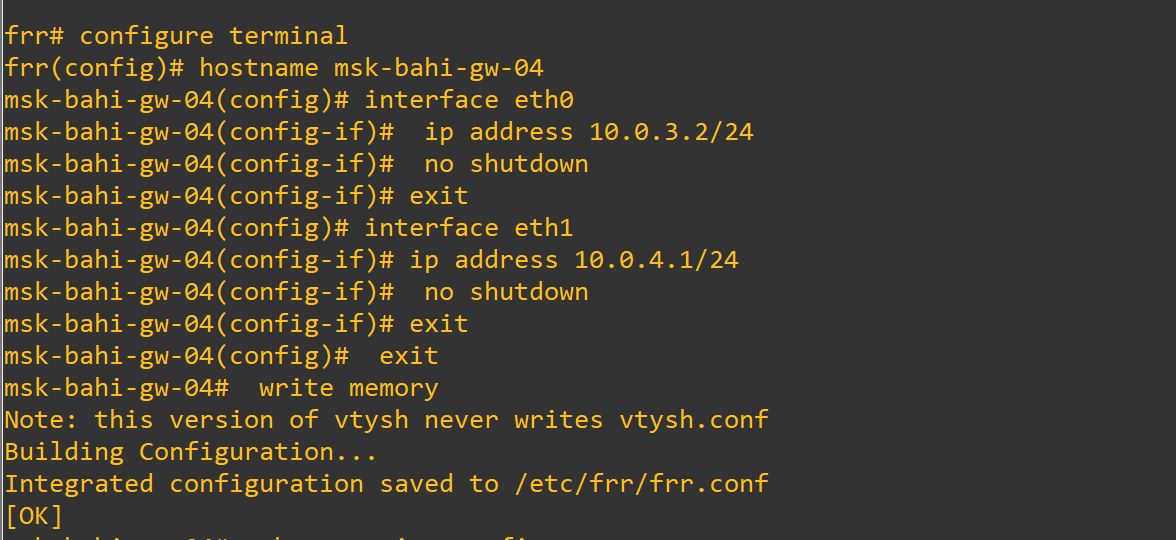 frr# configure terminal
frr(config)# hostname msk-bahi-gw-04
msk-bahi-gw-04(config)# interface eth0
msk-bahi-gw-04(config-if)#  ip address 10.0.3.2/24
msk-bahi-gw-04(config-if)#  no shutdown
msk-bahi-gw-04(config-if)# exit
msk-bahi-gw-04(config)# interface eth1
msk-bahi-gw-04(config-if)# ip address 10.0.4.1/24
msk-bahi-gw-04(config-if)#  no shutdown
msk-bahi-gw-04(config-if)# exit
msk-bahi-gw-04(config)#  exit
msk-bahi-gw-04#  write memory
Note: this version of vtysh never writes vtysh.conf
Building Configuration...
Integrated configuration saved to /etc/frr/frr.conf
[OK]